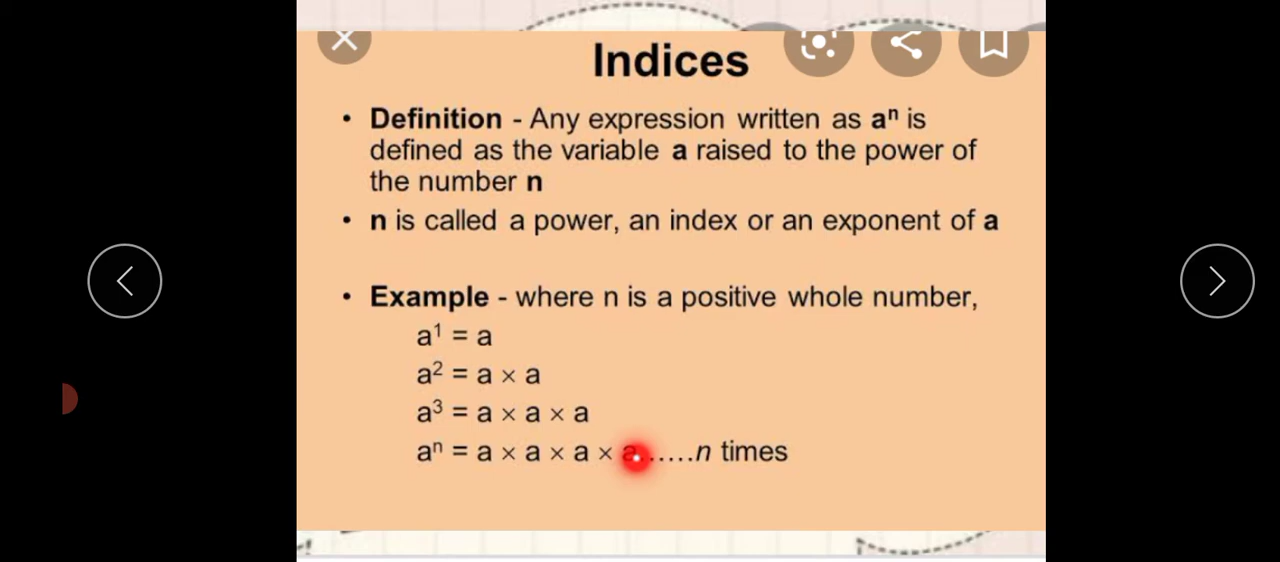 Indices
• Definition - Any expression written as aⁿ is
defined as the variable a raised to the power of
the number n
• n is called a power, an index or an exponent of a
• Example - where n is a positive whole number,
a¹ = a
a² = a × a
a³ = a × a × a
aⁿ = a × a × a × a.......n times